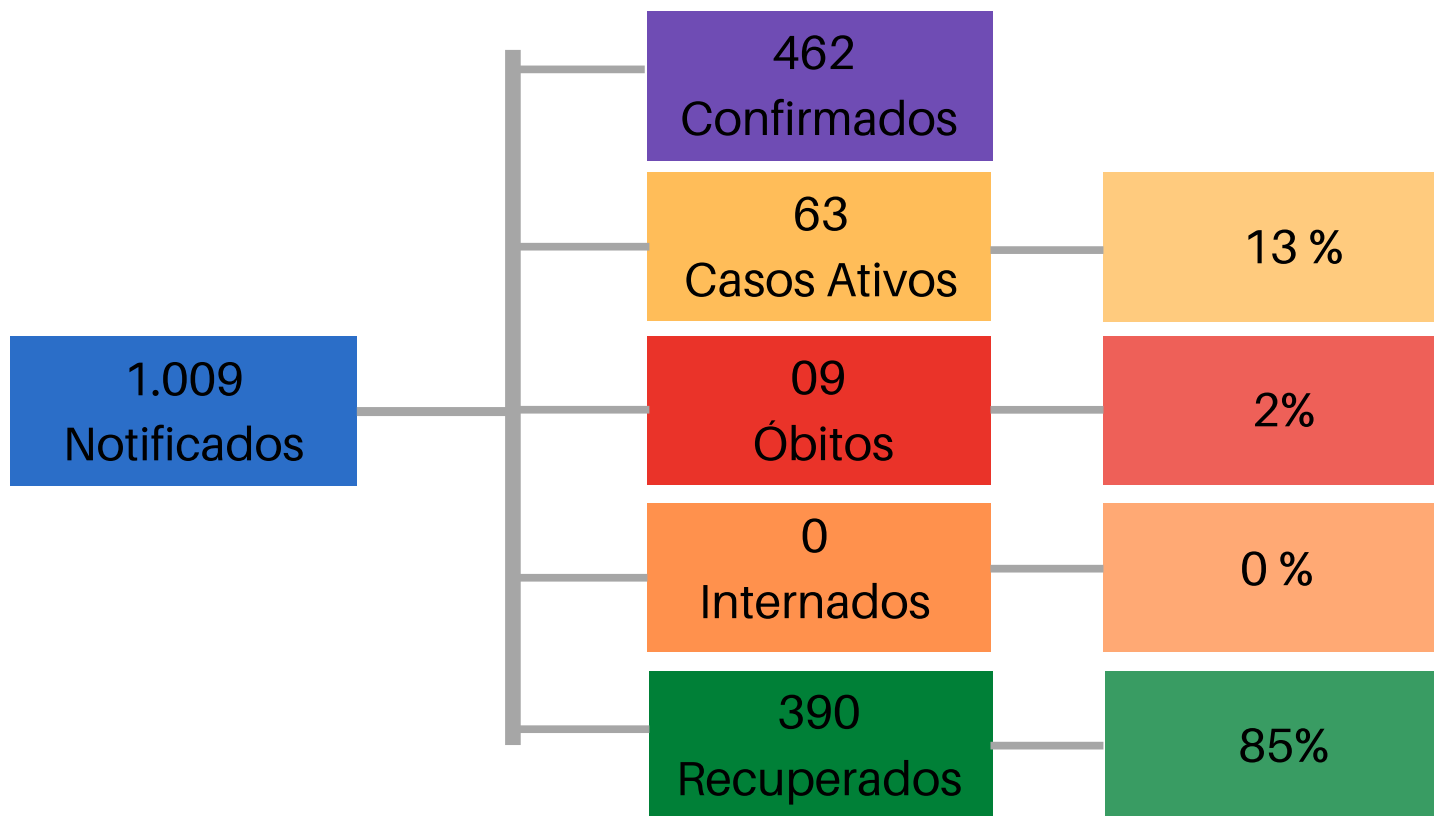 1.009
Notificados
462
Confirmados
63
Casos Ativos
13 %
09
Óbitos
2%
0
Internados
0 %
390
Recuperados
85%